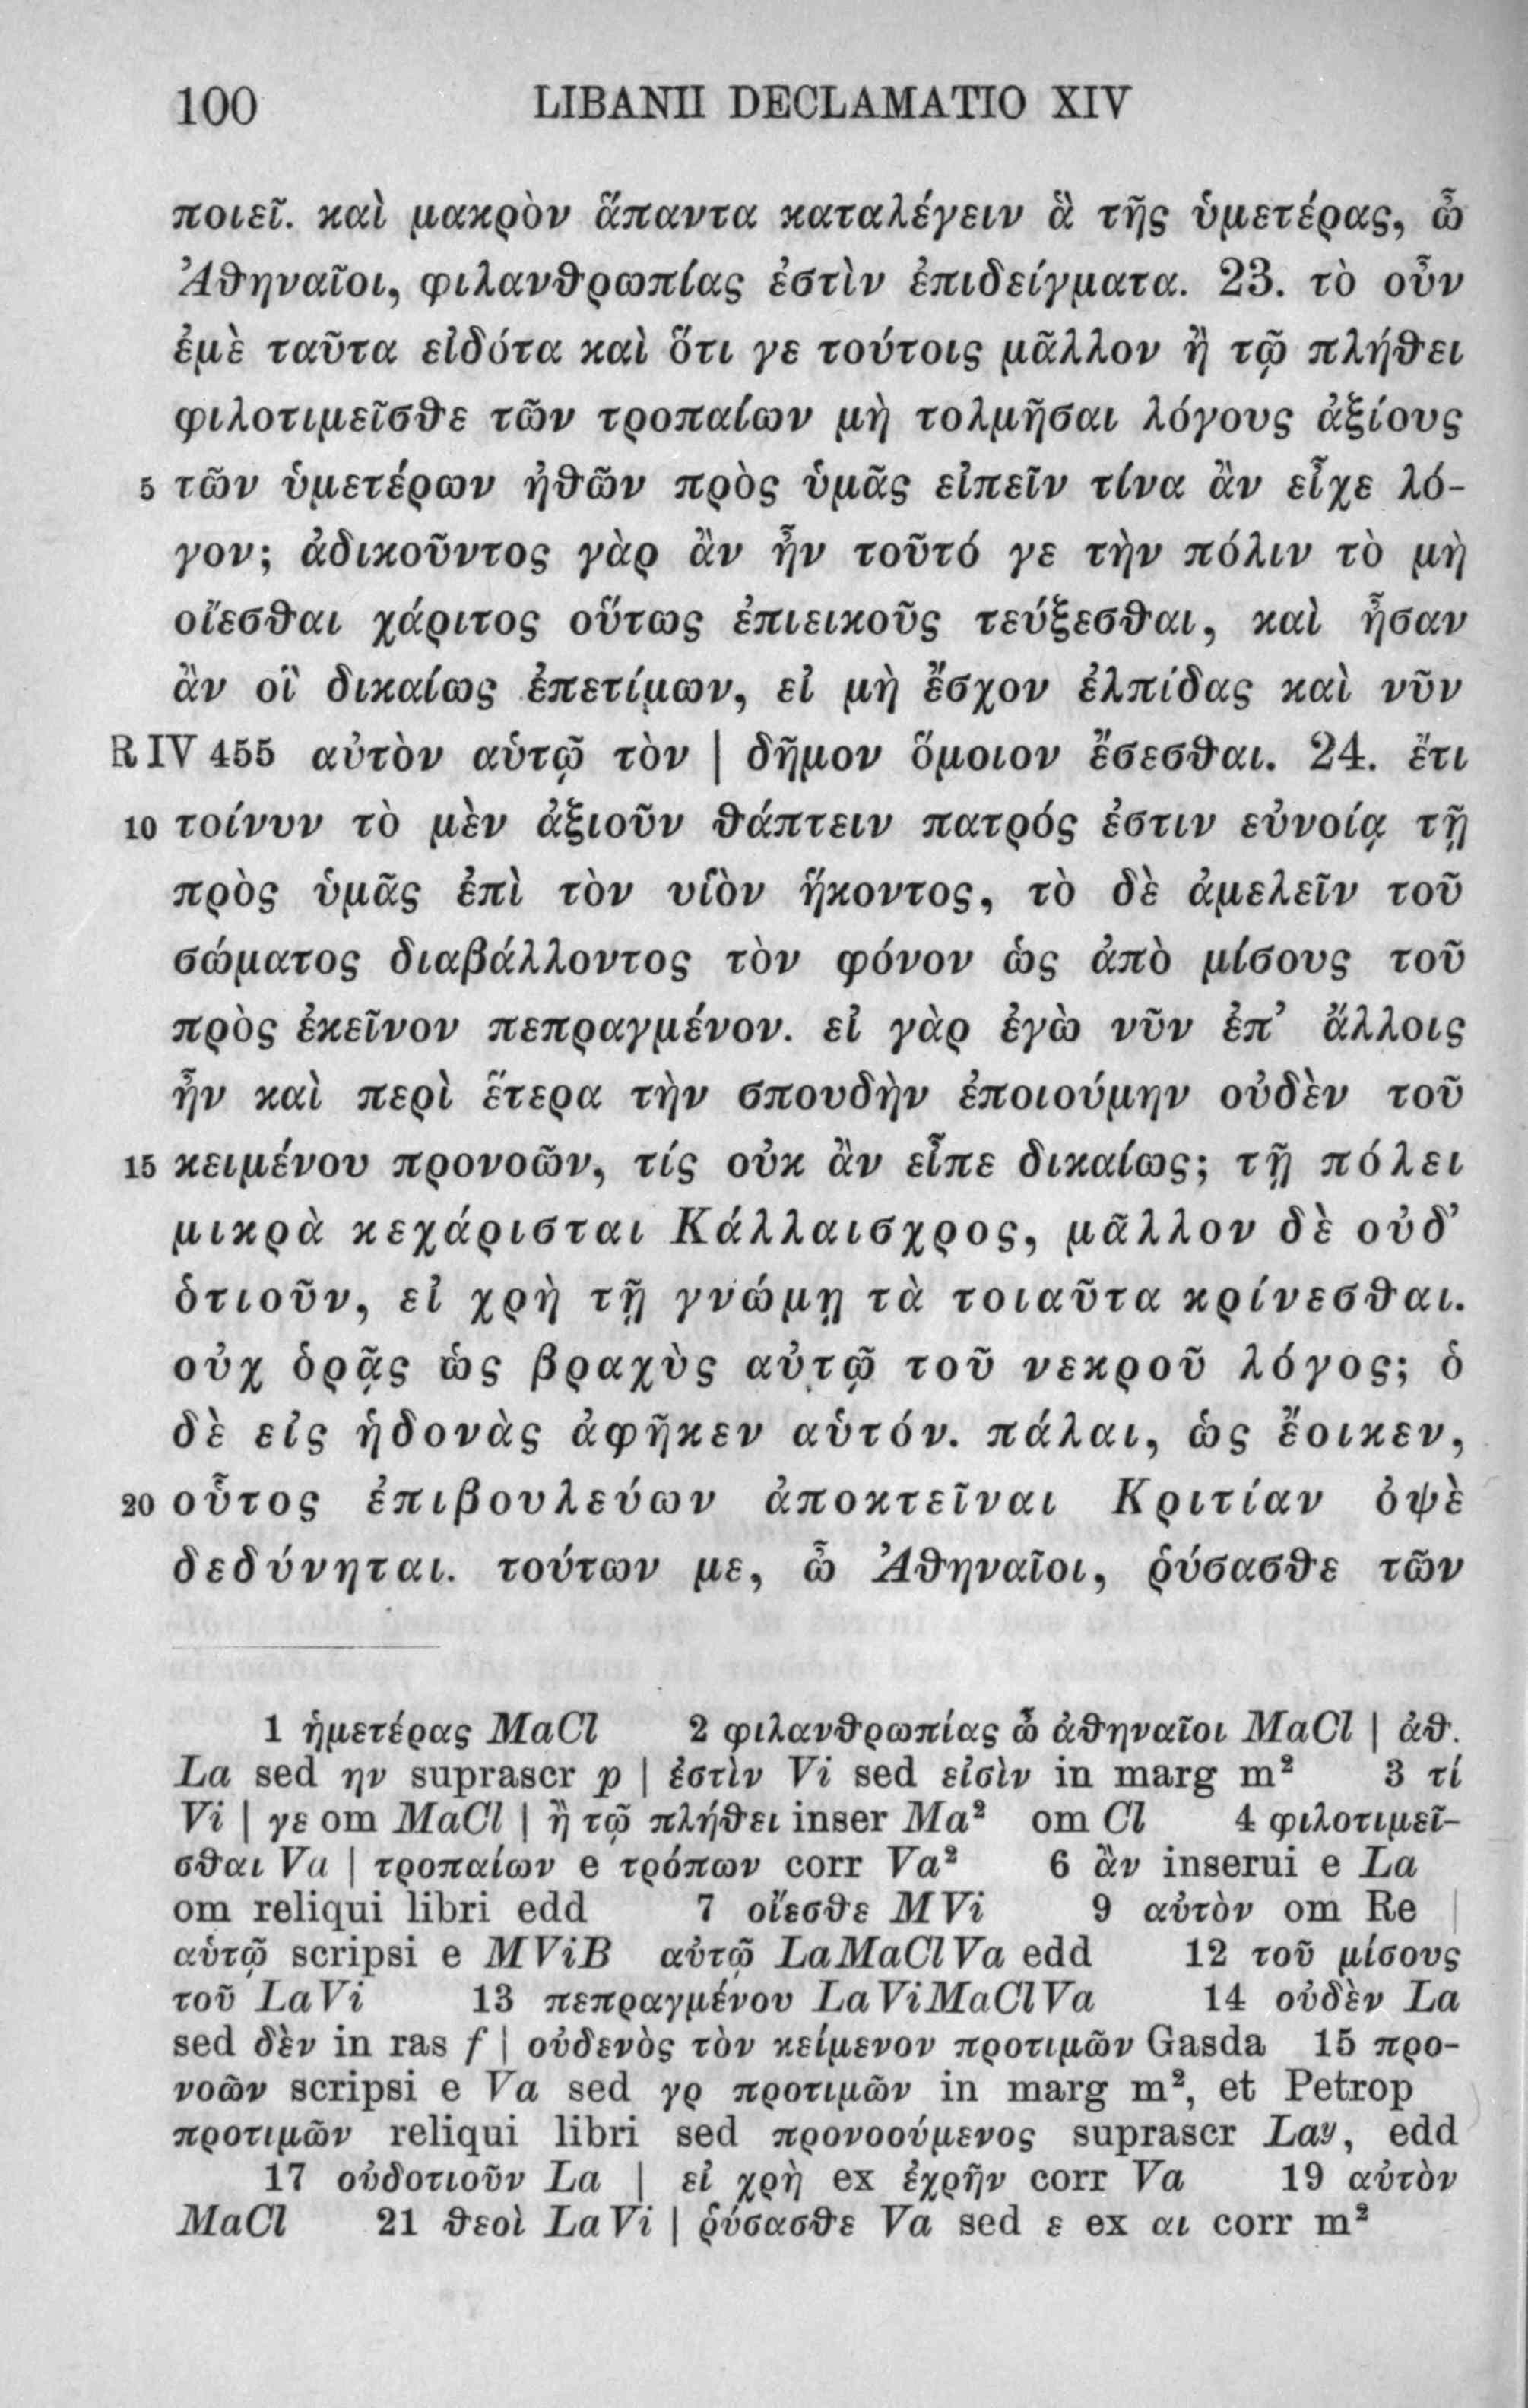 100 LIBANII DECLAMATIO XIV
ποιεῖ. καὶ μακρὸν ἅπαντα καταλέγειν ἃ τῆς ὑμετέρας, ὦ
Ἀθηναῖοι, φιλανθρωπίας ἐστὶν ἐπιδείγματα. 23. τὸ οὖν
ἐμὲ ταῦτα εἰδότα καὶ ὅτι γε τούτοις μᾶλλον ἢ τῷ πλήθει
φιλοτιμεῖσθε τῶν τροπαίων μὴ τολμῆσαι λόγους ἀξίους
5 τῶν ὑμετέρων ἠθῶν πρὸς ὑμᾶς εἰπεῖν τίνα ἂν εἶχε λό-
γον; ἀδικοῦντος γὰρ ἂν ἦν τοῦτό γε τὴν πόλιν τὸ μὴ
οἴεσθαι χάριτος οὕτως ἐπιεικοῦς τεύξεσθαι, καὶ ἦσαν
ἂν οἳ δικαίως ἐπετίμων, εἰ μὴ ἔσχον ἐλπίδας καὶ νῦν
R IV 455 αὐτὸν αὑτῷ τὸν | δῆμον ὅμοιον ἔσεσθαι. 24. ἔτι
10 τοίνυν τὸ μὲν ἀξιοῦν θάπτειν πατρός ἐστιν εὐνοίᾳ τῇ
πρὸς ὑμᾶς ἐπὶ τὸν υἱὸν ἥκοντος, τὸ δὲ ἀμελεῖν τοῦ
σώματος διαβάλλοντος τὸν φόνον ὡς ἀπὸ μίσους τοῦ
πρὸς ἐκεῖνον πεπραγμένον. εἰ γὰρ ἐγὼ νῦν ἐπ’ ἄλλοις
ἦν καὶ περὶ ἕτερα τὴν σπουδὴν ἐποιούμην οὐδὲν τοῦ
15 κειμένου προνοῶν, τίς οὐκ ἂν εἶπε δικαίως; τῇ πόλει
μικρὰ κεχάρισται Κάλλαισχρος, μᾶλλον δὲ οὐδ’
ὁτιοῦν, εἰ χρὴ τῇ γνώμῃ τὰ τοιαῦτα κρίνεσθαι.
οὐχ ὁρᾷς ὡς βραχὺς αὐτῷ τοῦ νεκροῦ λόγος; ὁ
δὲ εἰς ἡδονὰς ἀφῆκεν αὑτόν. πάλαι, ὡς ἔοικεν,
20 οὗτος ἐπιβουλεύων ἀποκτεῖναι Κριτίαν ὀψὲ
δεδύνηται. τούτων με, ὦ Ἀθηναῖοι, ῥύσασθε τῶν
1 ἡμετέρας MaCl 2 φιλανθρωπίας ὦ ἀθηναῖοι MaCl | ἀθ.
La sed ην suprascr p | ἐστὶν Vi sed εἰσὶν in marg m² 3 τί
Vi | γε om MaCl | ἢ τῷ πλήθει inser Ma² om Cl 4 φιλοτιμεῖ-
σθαι Va | τροπαίων e τρόπων corr Va² 6 ἂν inserui e La
om reliqui libri edd 7 οἴεσθε MVi 9 αὐτὸν om Re |
αὑτῷ scripsi e MViB αὐτῷ LaMaClVa edd 12 τοῦ μίσους
τοῦ LaVi 13 πεπραγμένου LaViMaClVa 14 οὐδὲν La
sed δὲν in ras f | οὐδενὸς τὸν κείμενον προτιμῶν Gasda 15 προ-
νοῶν scripsi e Va sed γρ προτιμῶν in marg m², et Petrop
προτιμῶν reliqui libri sed προνοούμενος suprascr Laʸ, edd
17 οὐδοτιοῦν La | εἰ χρὴ ex ἐχρῆν corr Va 19 αὐτὸν
MaCl 21 θεοὶ LaVi | ῥύσασθε Va sed ε ex αι corr m²